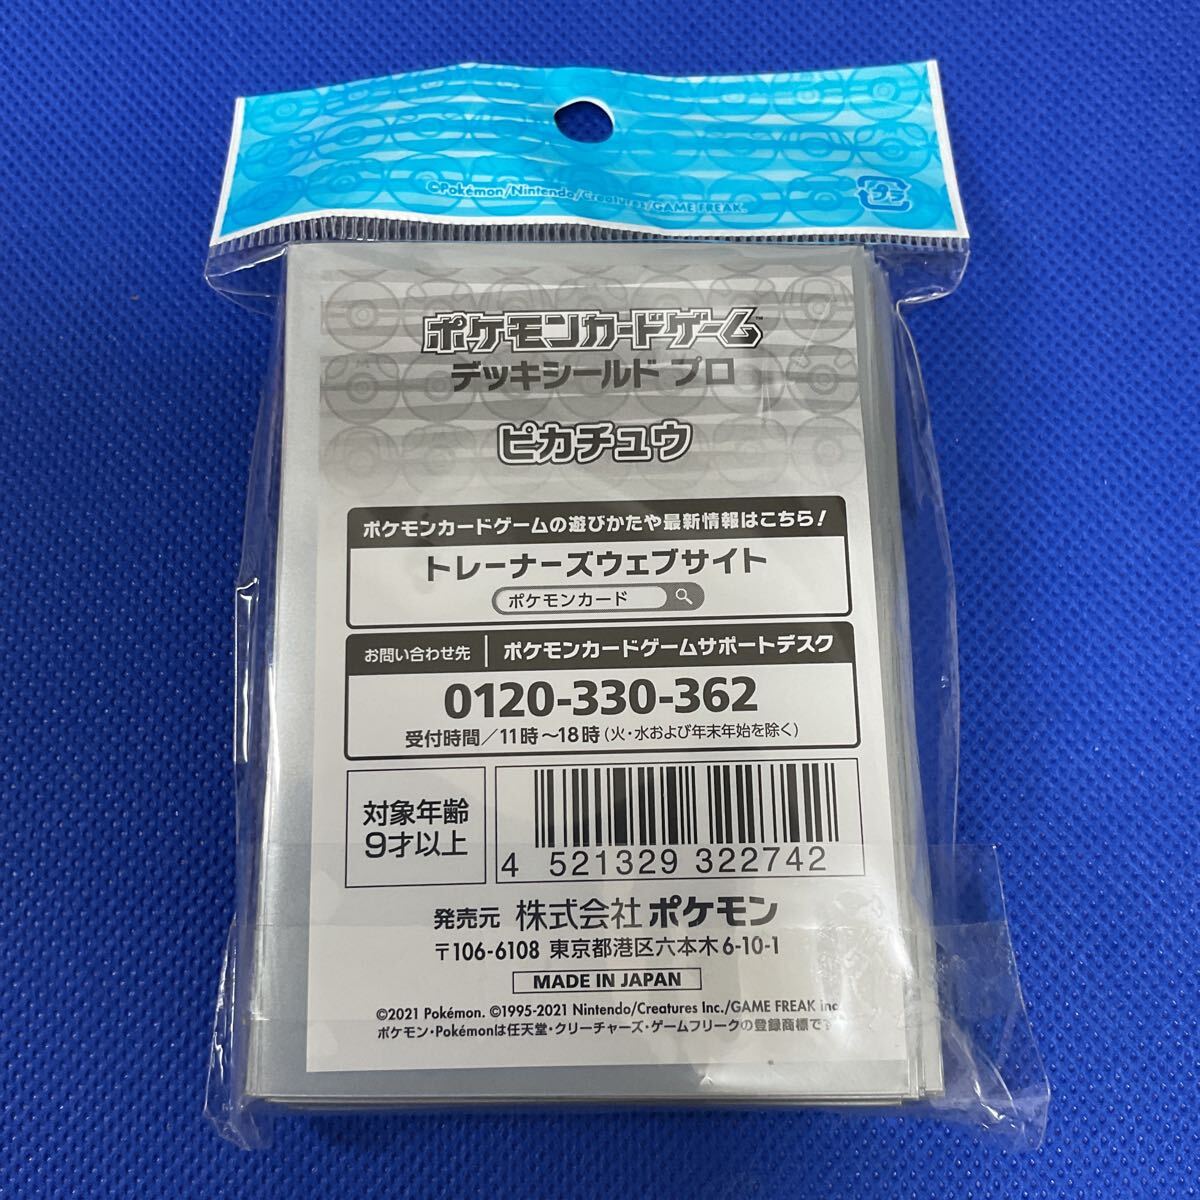 ©Pokémon/Nintendo/Creatures/GAME FREAK.
プラ
ポケモンカードゲーム™
デッキシールド プロ
ピカチュウ
ポケモンカードゲームの遊びかたや最新情報はこちら!
トレーナーズウェブサイト
ポケモンカード
お問い合わせ先 ポケモンカードゲームサポートデスク
0120-330-362
受付時間/11時～18時(火・水および年末年始を除く)
対象年齢
9才以上
4 521329 322742
発売元 株式会社 ポケモン
〒106-6108 東京都港区六本木6-10-1
MADE IN JAPAN
©2021 Pokémon. ©1995-2021 Nintendo/Creatures Inc./GAME FREAK inc.
ポケモン・Pokémonは任天堂・クリーチャーズ・ゲームフリークの登録商標です